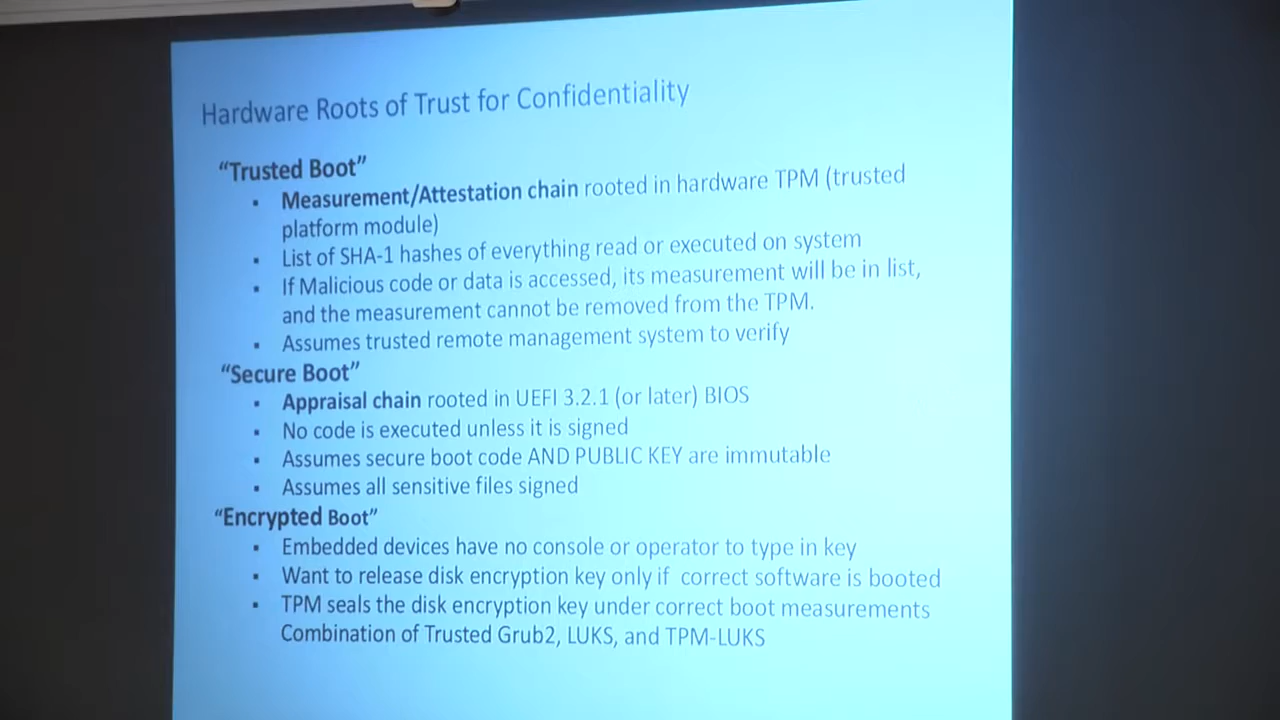 Hardware Roots of Trust for Confidentiality
“Trusted Boot”
▪ Measurement/Attestation chain rooted in hardware TPM (trusted
platform module)
▪ List of SHA-1 hashes of everything read or executed on system
▪ If Malicious code or data is accessed, its measurement will be in list,
and the measurement cannot be removed from the TPM.
▪ Assumes trusted remote management system to verify
“Secure Boot”
▪ Appraisal chain rooted in UEFI 3.2.1 (or later) BIOS
▪ No code is executed unless it is signed
▪ Assumes secure boot code AND PUBLIC KEY are immutable
▪ Assumes all sensitive files signed
“Encrypted Boot”
▪ Embedded devices have no console or operator to type in key
▪ Want to release disk encryption key only if correct software is booted
▪ TPM seals the disk encryption key under correct boot measurements
Combination of Trusted Grub2, LUKS, and TPM-LUKS